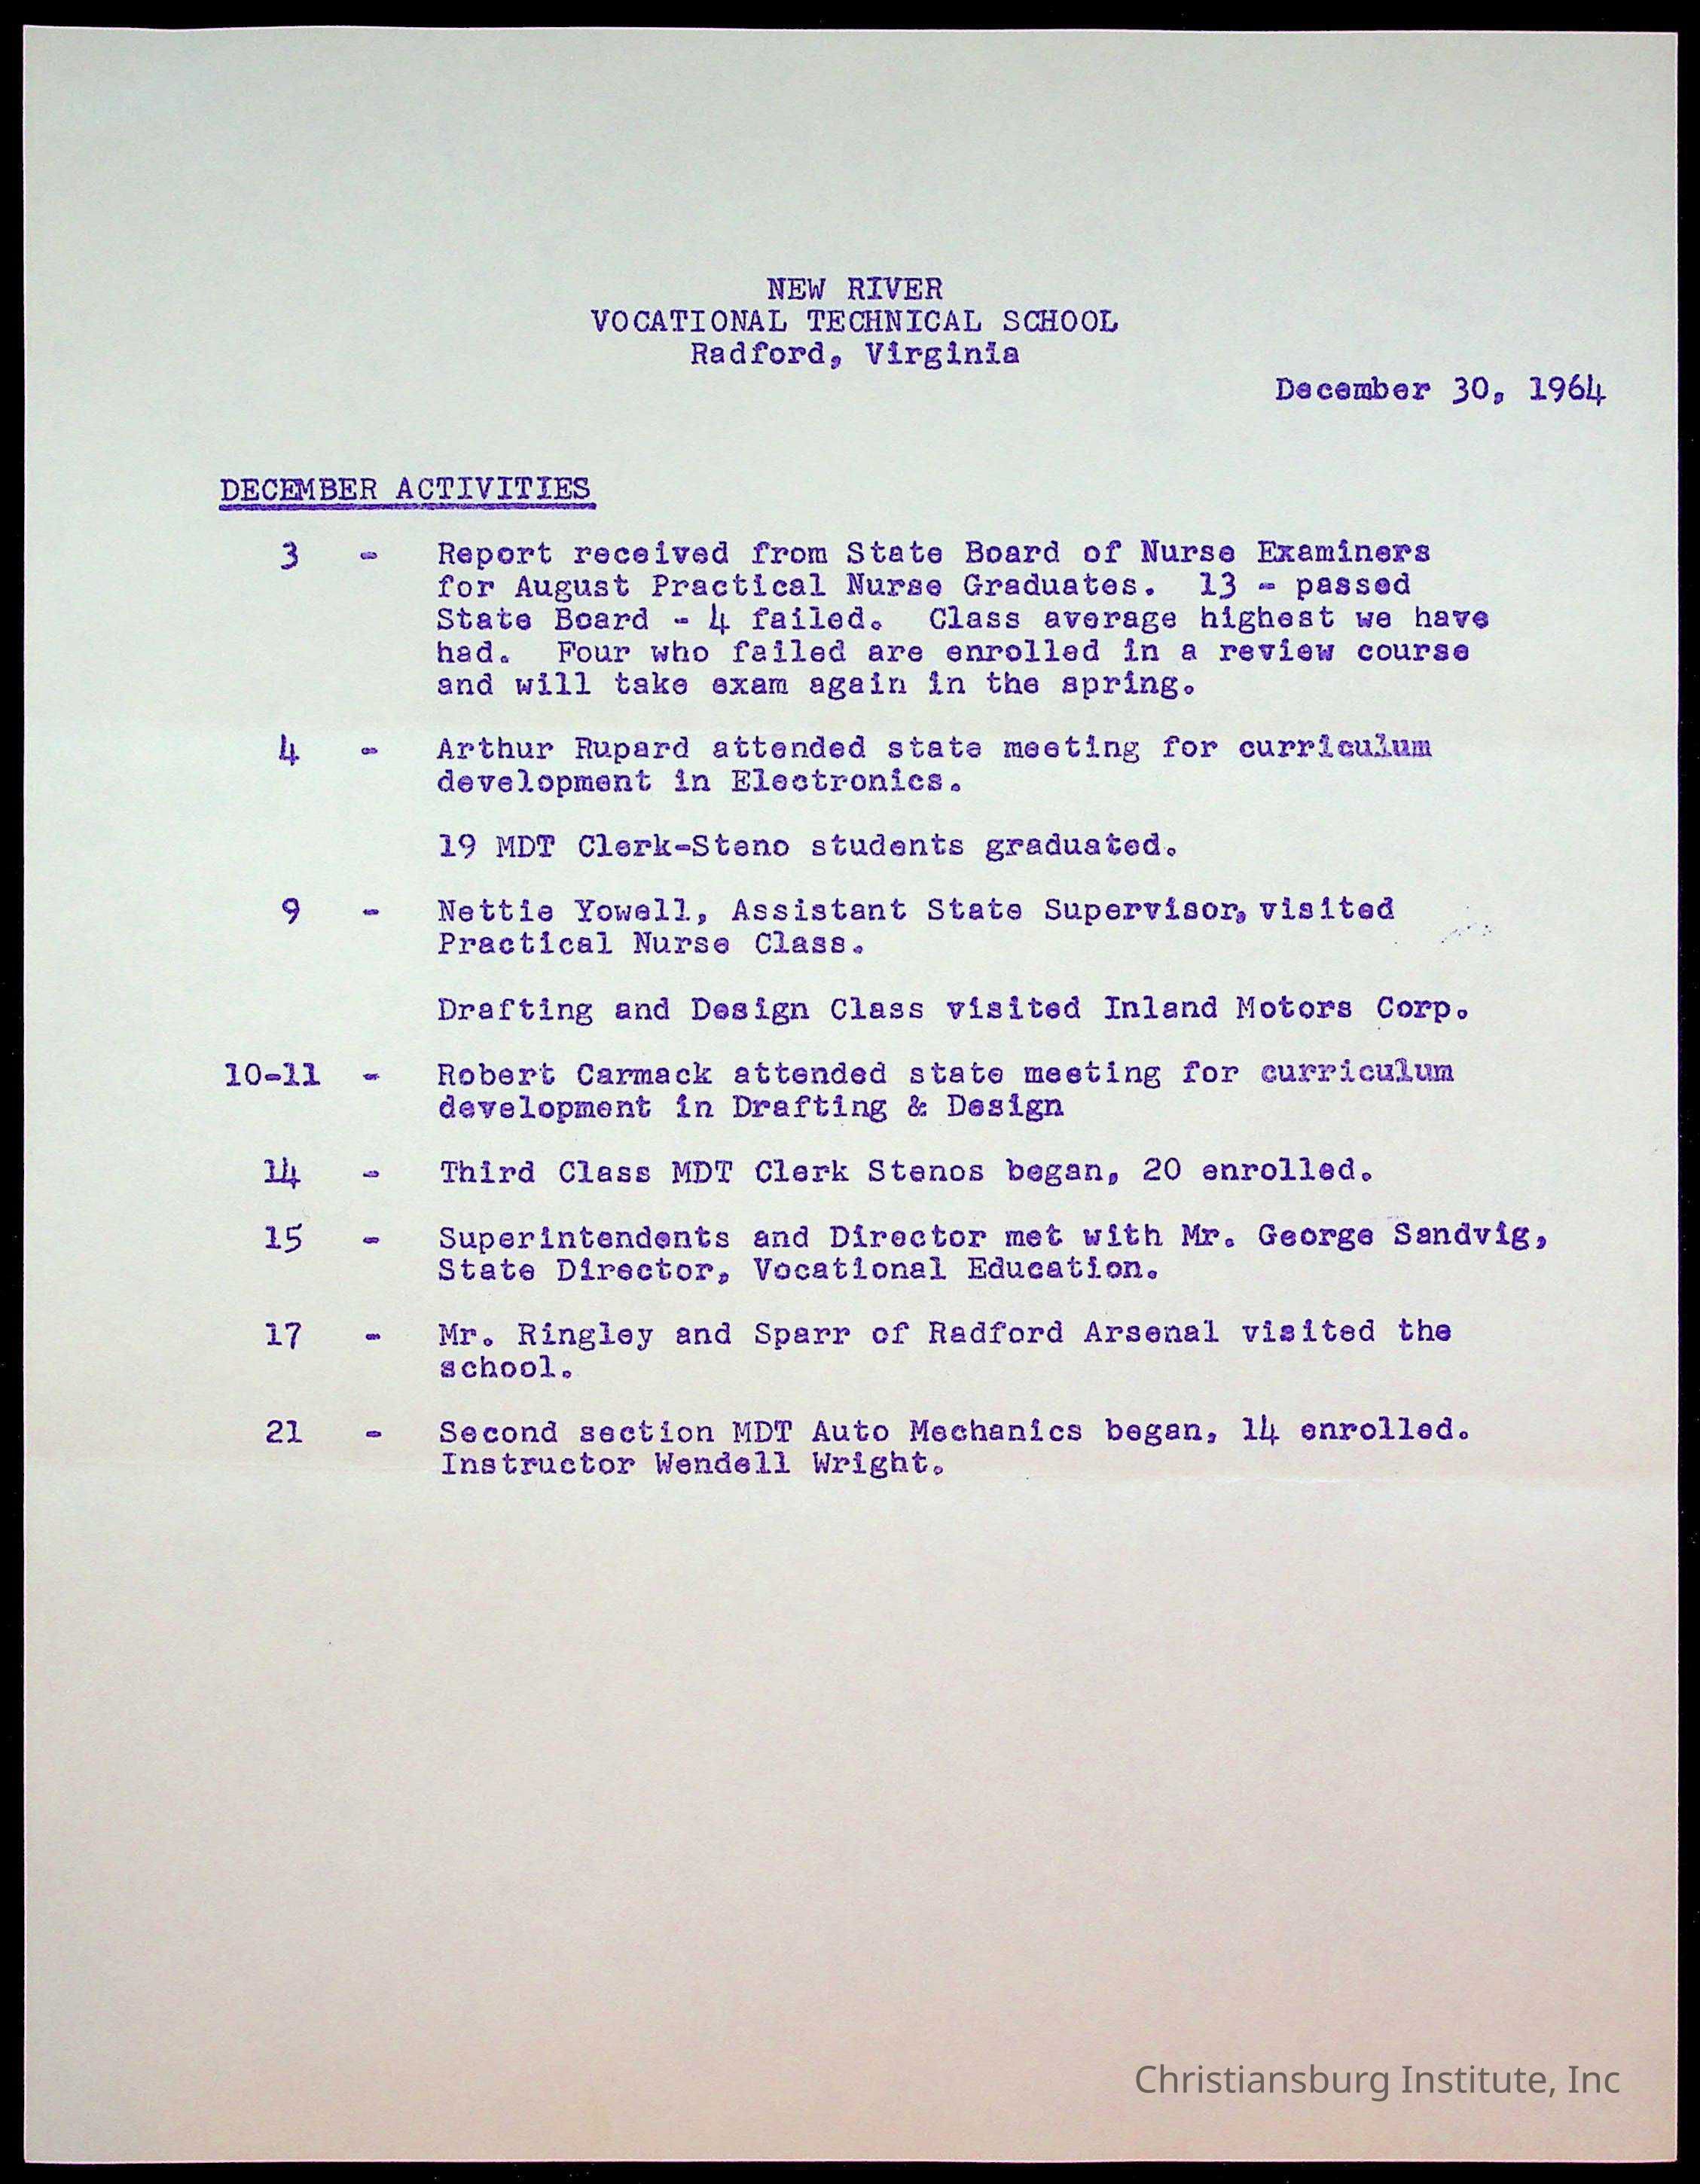 NEW RIVER
VOCATIONAL TECHNICAL SCHOOL
Radford, Virginia
December 30, 1964
DECEMBER ACTIVITIES
3 - Report received from State Board of Nurse Examiners
for August Practical Nurse Graduates. 13 - passed
State Board - 4 failed. Class average highest we have
had. Four who failed are enrolled in a review course
and will take exam again in the spring.
4 - Arthur Rupard attended state meeting for curriculum
development in Electronics.
19 MDT Clerk-Steno students graduated.
9 - Nettie Yowell, Assistant State Supervisor, visited
Practical Nurse Class.
Drafting and Design Class visited Inland Motors Corp.
10-11 - Robert Carmack attended state meeting for curriculum
development in Drafting & Design
14 - Third Class MDT Clerk Stenos began, 20 enrolled.
15 - Superintendents and Director met with Mr. George Sandvig,
State Director, Vocational Education.
17 - Mr. Ringley and Sparr of Radford Arsenal visited the
school.
21 - Second section MDT Auto Mechanics began, 14 enrolled.
Instructor Wendell Wright.
Christiansburg Institute, Inc